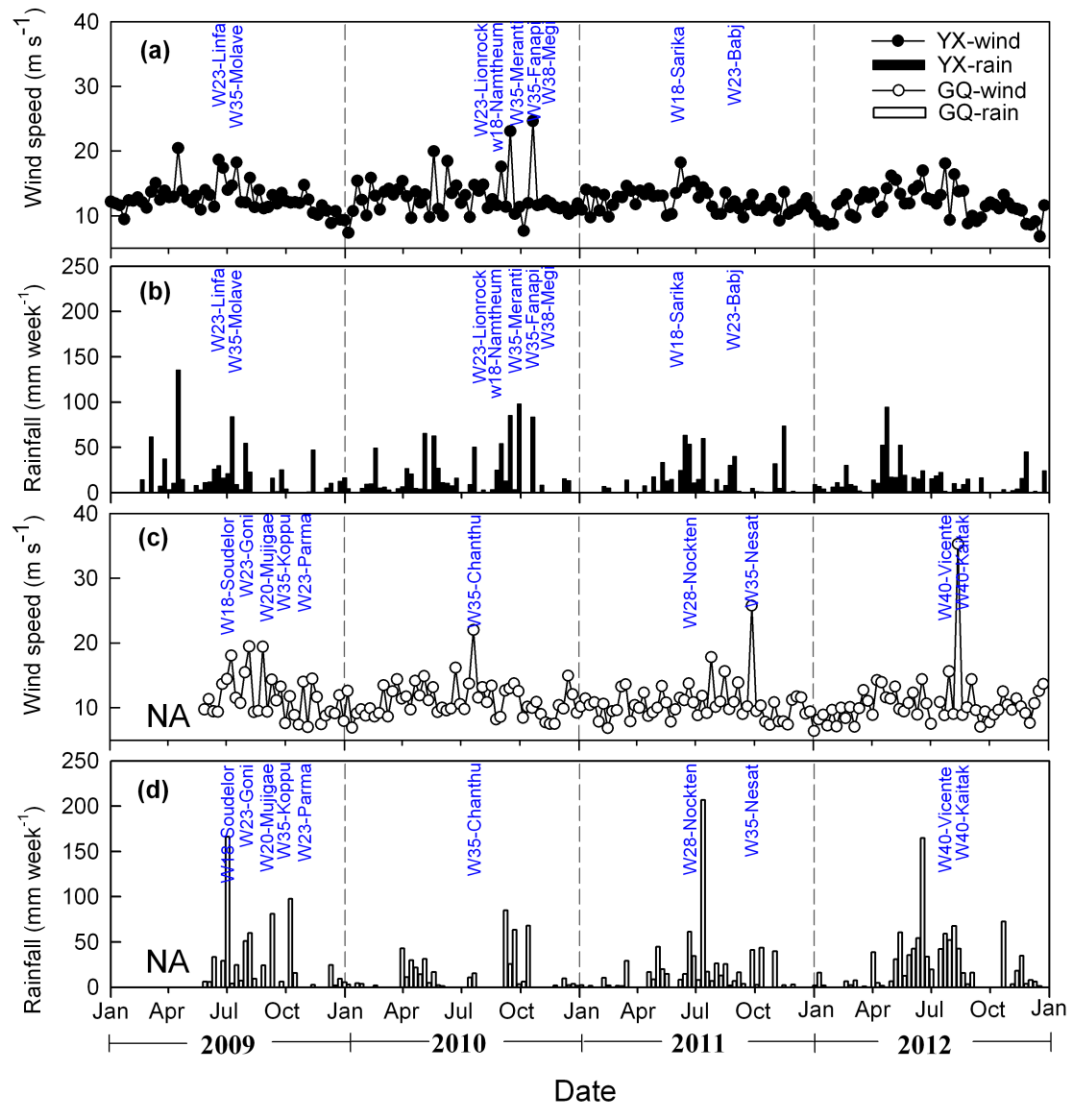 Wind speed (m s-1)
40
30
20
10
(a)
W23-Linfa
W35-Molave
W23-Lionrock
w18-Namtheum
W35-Meranti
W35-Fanapi
W38-Megi
W18-Sarika
W23-Babj
YX-wind
YX-rain
GQ-wind
GQ-rain
Rainfall (mm week-1)
250
200
150
100
50
0
(b)
W23-Linfa
W35-Molave
W23-Lionrock
w18-Namtheum
W35-Meranti
W35-Fanapi
W38-Megi
W18-Sarika
W23-Babj
Wind speed (m s-1)
40
30
20
10
(c)
NA
W18-Soudelor
W23-Goni
W20-Mujigae
W35-Koppu
W23-Parma
W35-Chanthu
W28-Nockten
W35-Nesat
W40-Vicente
W40-Kaitak
Rainfall (mm week-1)
250
200
150
100
50
0
(d)
NA
W18-Soudelor
W23-Goni
W20-Mujigae
W35-Koppu
W23-Parma
W35-Chanthu
W28-Nockten
W35-Nesat
W40-Vicente
W40-Kaitak
Jan Apr Jul Oct Jan Apr Jul Oct Jan Apr Jul Oct Jan Apr Jul Oct Jan
2009 2010 2011 2012
Date